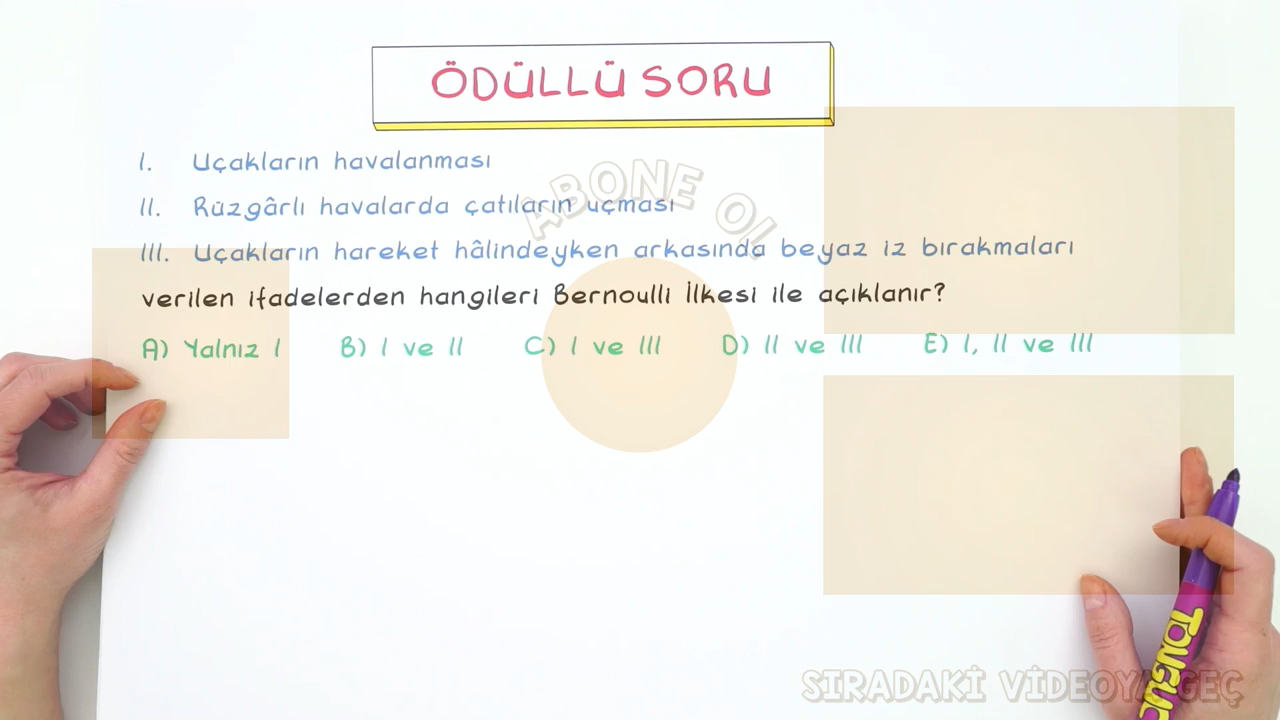 ÖDÜLLÜ SORU
I. Uçakların havalanması
ABONE OL
II. Rüzgârlı havalarda çatıların uçması
III. Uçakların hareket hâlindeyken arkasında beyaz iz bırakmaları
verilen ifadelerden hangileri Bernoulli İlkesi ile açıklanır?
A) Yalnız I B) I ve II C) I ve III D) II ve III E) I, II ve III
TONGUÇ
SIRADAKİ VİDEOYA GEÇ